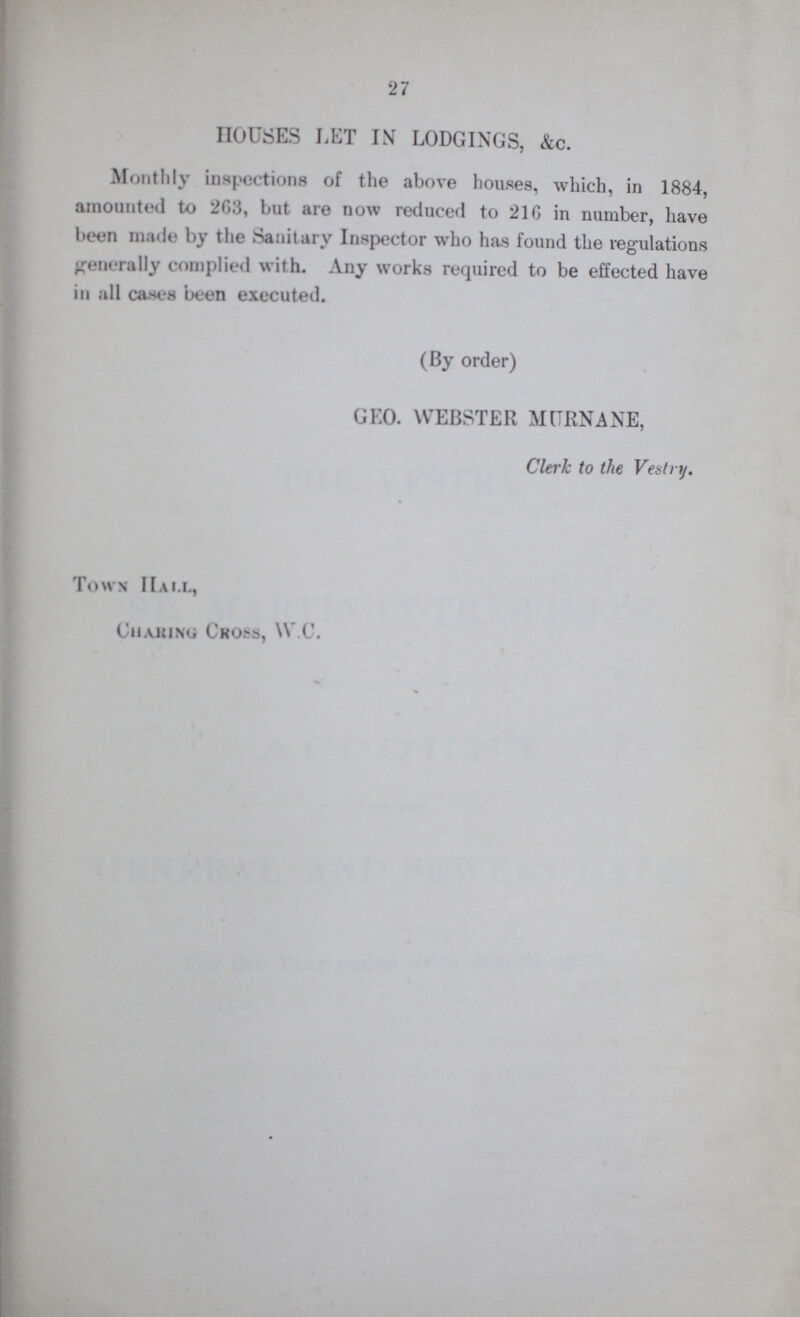 27
HOUSES LET IN LODGINGS, &c.
Monthly inspections of the above houses, which, in 1884,
amounted to 263, but are now reduced to 216 in number, have
been made by the Sanitary Inspector who has found the regulations
generally complied with. Any works required to be effected have
in all cases been executed.
(By order)
GEO. WEBSTER MURNANE,
Clerk to the Vestry.
Town Hall,
Charing Cross, W.C.